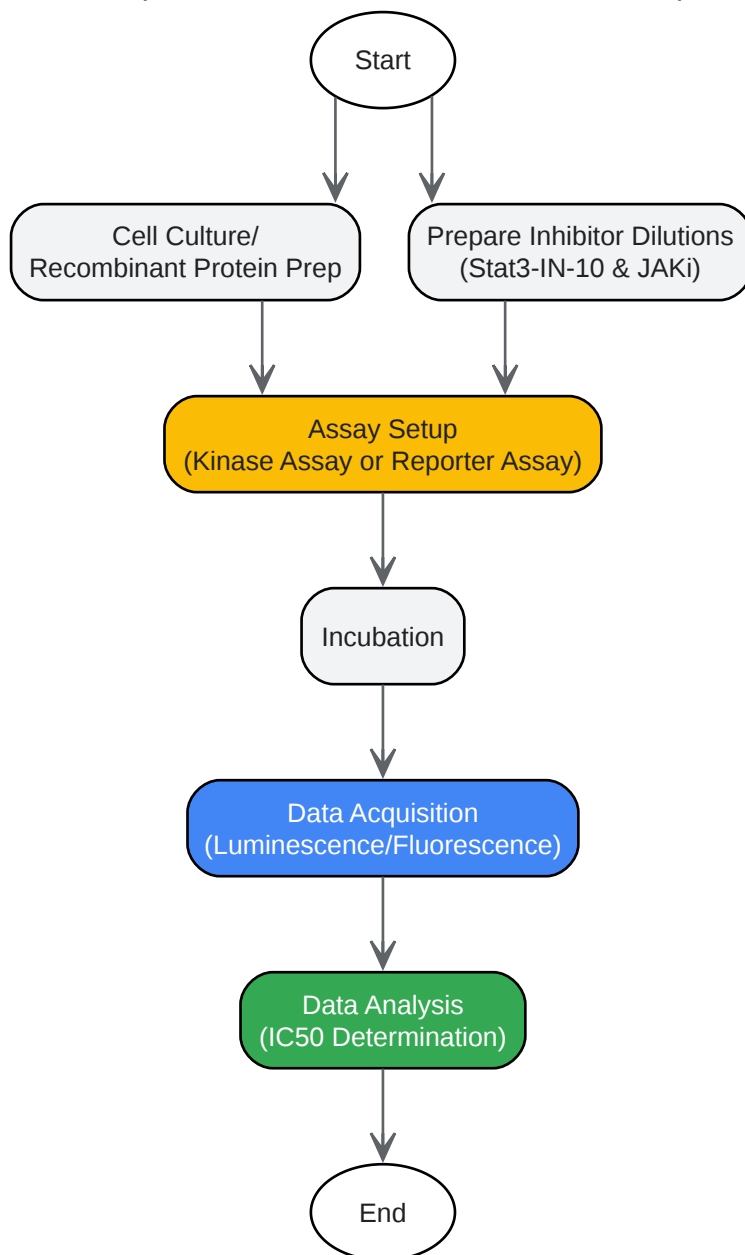 Start
Cell Culture/
Recombinant Protein Prep
Prepare Inhibitor Dilutions
(Stat3-IN-10 & JAKi)
Assay Setup
(Kinase Assay or Reporter Assay)
Incubation
Data Acquisition
(Luminescence/Fluorescence)
Data Analysis
(IC50 Determination)
End